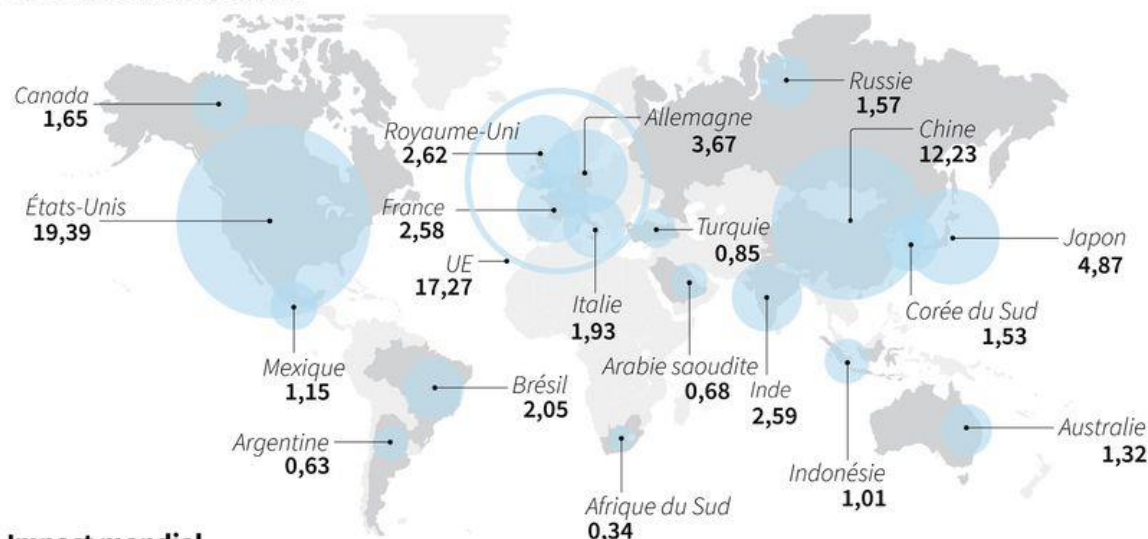 Canada
1,65
Russie
1,57
Royaume-Uni
2,62
Allemagne
3,67
Chine
12,23
États-Unis
19,39
France
2,58
Turquie
0,85
Japon
4,87
UE
17,27
Italie
1,93
Corée du Sud
1,53
Mexique
1,15
Brésil
2,05
Arabie saoudite
0,68
Inde
2,59
Argentine
0,63
Australie
1,32
Indonésie
1,01
Afrique du Sud
0,34
Impact mondial